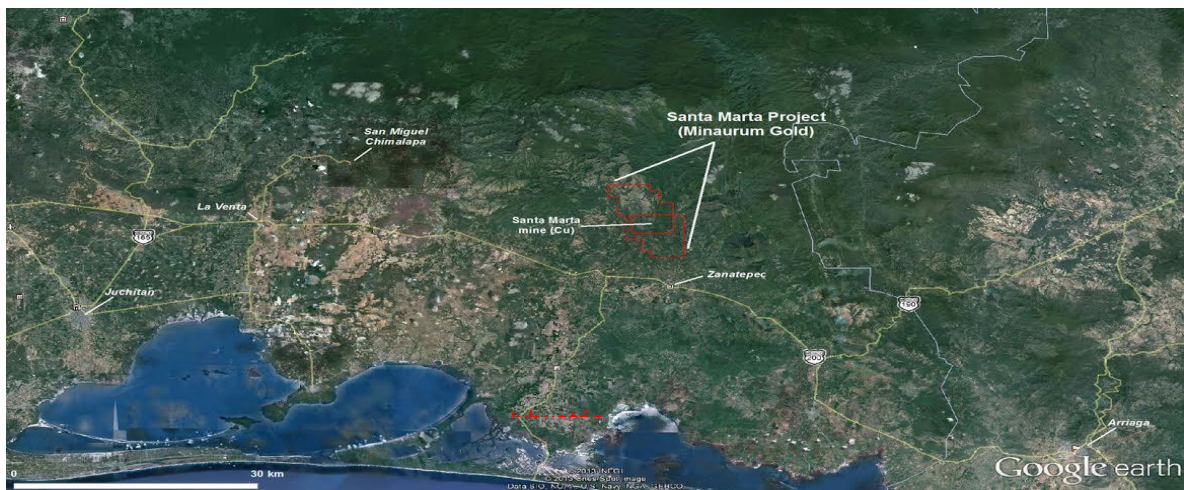 Santa Marta Project
(Minaurum Gold)
San Miguel
Chimalapa
La Venta
Santa Marta
mine (Cu)
185
Zanatepec
Juchitán
190
200
Arriaga
0
30 km
Google earth